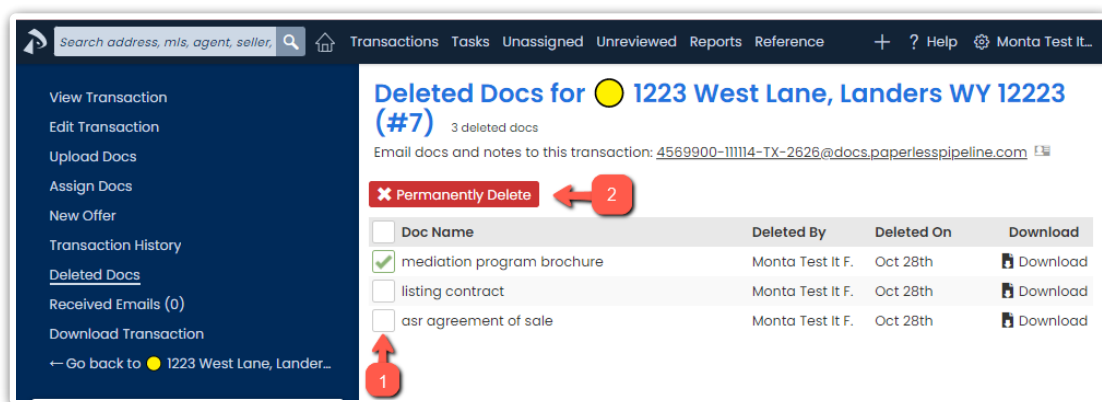 Search address, mls, agent, seller,
Transactions Tasks Unassigned Unreviewed Reports Reference + ? Help Monta Test It...
View Transaction
Edit Transaction
Upload Docs
Assign Docs
New Offer
Transaction History
Deleted Docs
Received Emails (0)
Download Transaction
← Go back to 1223 West Lane, Lander...
Deleted Docs for 1223 West Lane, Landers WY 12223
(#7) 3 deleted docs
Email docs and notes to this transaction: 4569900-111114-TX-2626@docs.paperlesspipeline.com
Permanently Delete
2
Doc Name Deleted By Deleted On Download
mediation program brochure Monta Test It F. Oct 28th Download
listing contract Monta Test It F. Oct 28th Download
asr agreement of sale Monta Test It F. Oct 28th Download
1